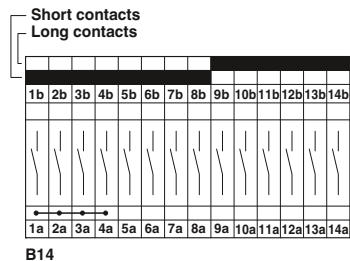 Short contacts
Long contacts
1b 2b 3b 4b 5b 6b 7b 8b 9b 10b 11b 12b 13b 14b
1a 2a 3a 4a 5a 6a 7a 8a 9a 10a 11a 12a 13a 14a
B14